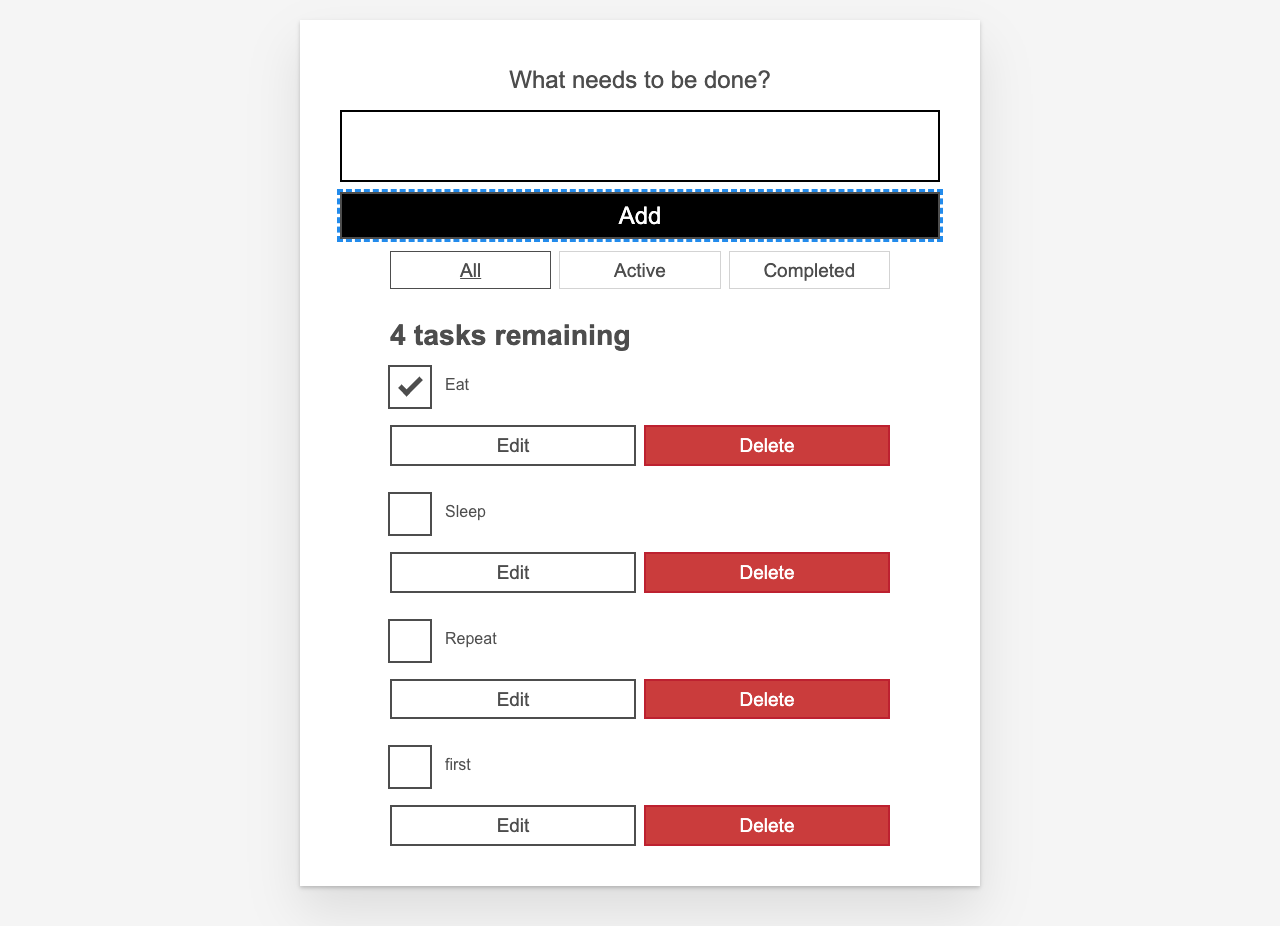 What needs to be done?
Add
All Active Completed
4 tasks remaining
Eat
Edit Delete
Sleep
Edit Delete
Repeat
Edit Delete
first
Edit Delete